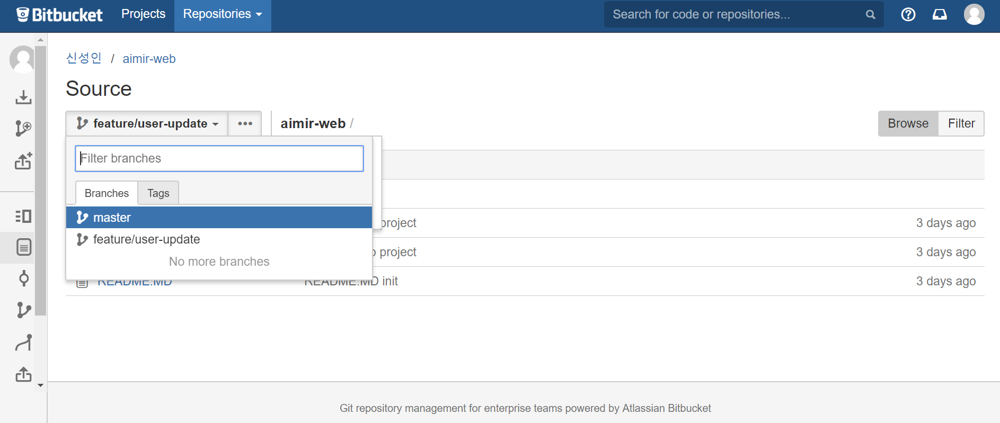 Bitbucket Projects Repositories Search for code or repositories...
신성인 / aimir-web
Source
feature/user-update aimir-web / Browse Filter
Filter branches
Branches Tags
master
project 3 days ago
feature/user-update
project 3 days ago
No more branches
README.MD README.MD init 3 days ago
Git repository management for enterprise teams powered by Atlassian Bitbucket